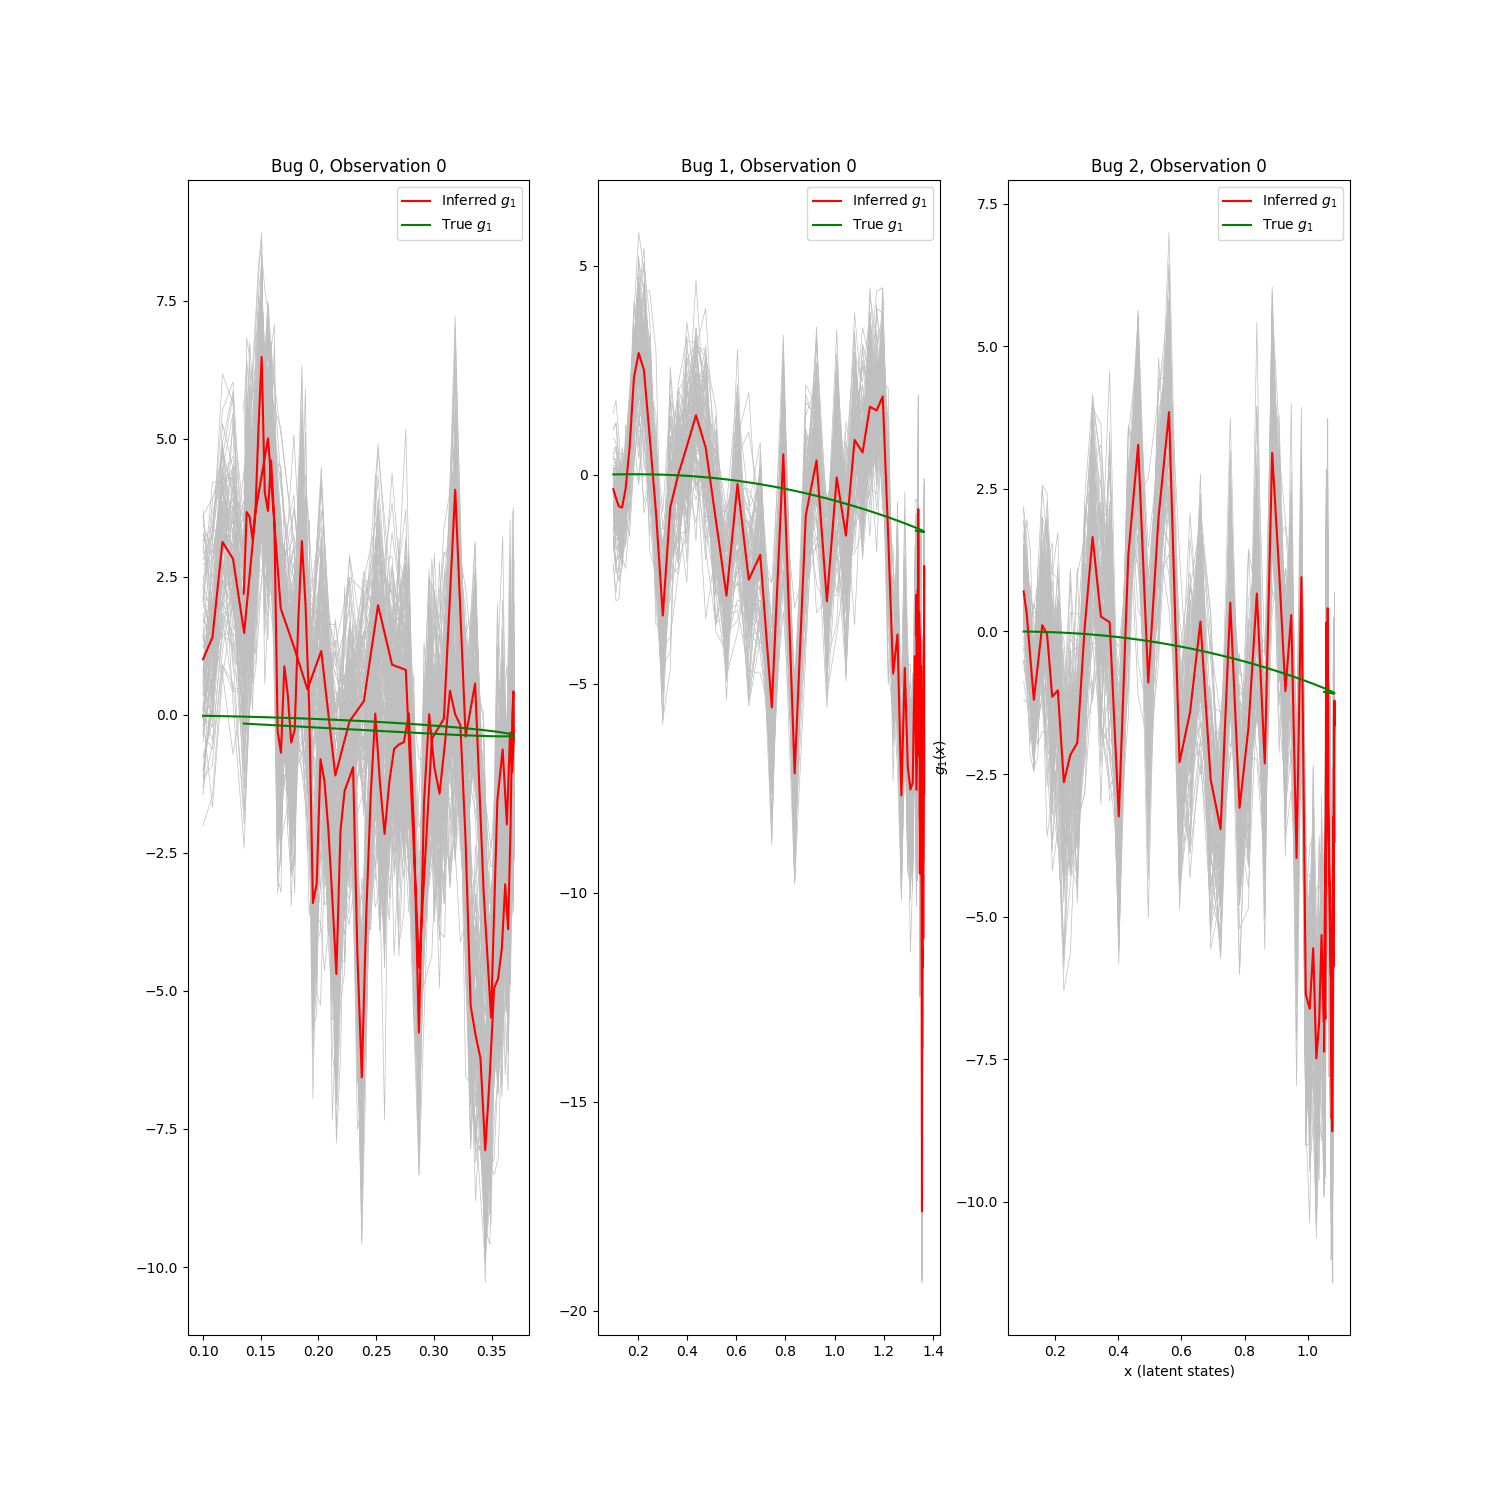 Bug 0, Observation 0
Inferred g₁
True g₁
7.5
5.0
2.5
0.0
−2.5
−5.0
−7.5
−10.0
0.10 0.15 0.20 0.25 0.30 0.35
Bug 1, Observation 0
Inferred g₁
True g₁
5
0
−5
−10
−15
−20
0.2 0.4 0.6 0.8 1.0 1.2 1.4
Bug 2, Observation 0
Inferred g₁
True g₁
g₁(x)
7.5
5.0
2.5
0.0
−2.5
−5.0
−7.5
−10.0
0.2 0.4 0.6 0.8 1.0
x (latent states)